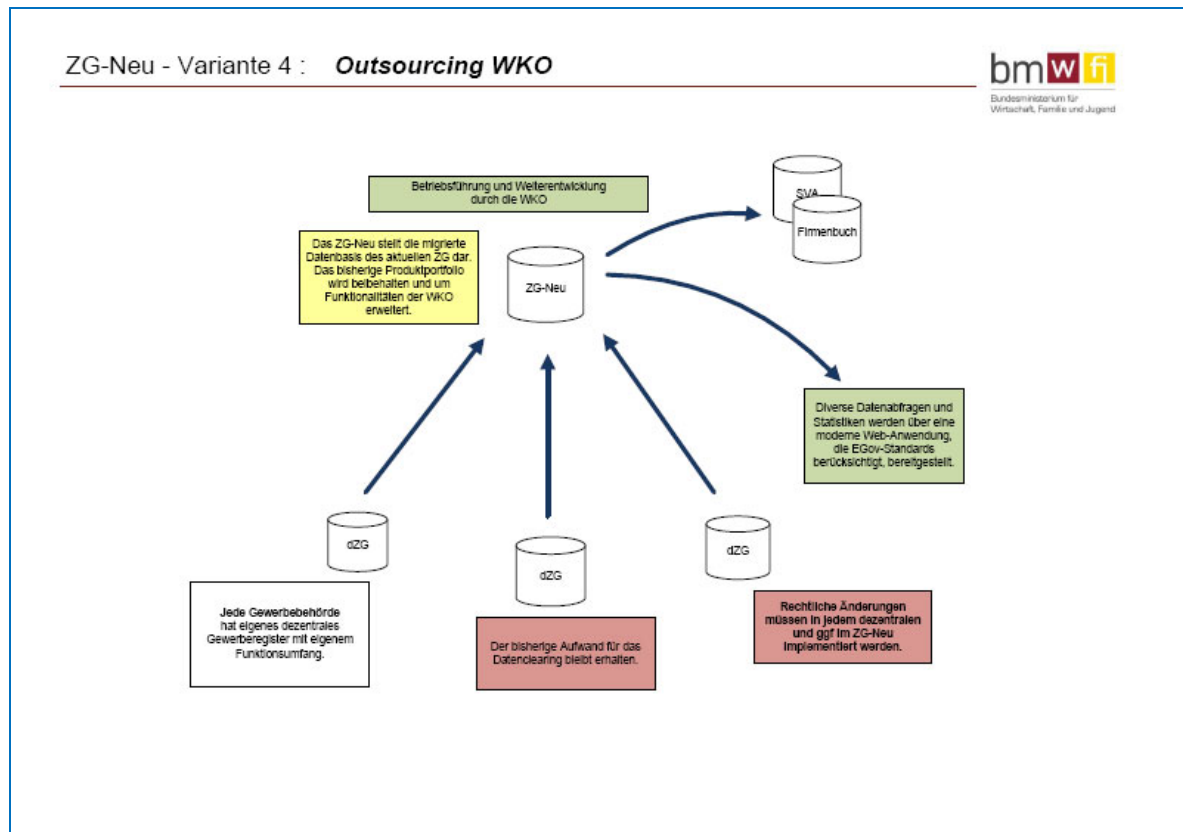 ZG-Neu - Variante 4 : Outsourcing WKO
bmwfi
Bundesministerium für
Wirtschaft, Familie und Jugend
Betriebsführung und Weiterentwicklung
durch die WKO
SVA
Firmenbuch
Das ZG-Neu stellt die migrierte
Datenbasis des aktuellen ZG dar.
Das bisherige Produktportfolio
wird beibehalten und um
Funktionalitäten der WKO
erweitert.
ZG-Neu
Diverse Datenabfragen und
Statistiken werden über eine
moderne Web-Anwendung,
die EGov-Standards
berücksichtigt, bereitgestellt.
dZG
dZG
dZG
Jede Gewerbebehörde
hat eigenes dezentrales
Gewerberegister mit eigenem
Funktionsumfang.
Der bisherige Aufwand für das
Datenclearing bleibt erhalten.
Rechtliche Änderungen
müssen in jedem dezentralen
und ggf im ZG-Neu
implementiert werden.